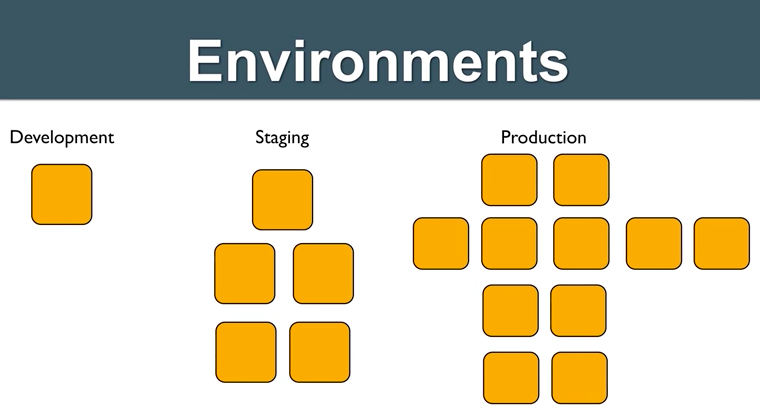 Environments
Development
Staging
Production